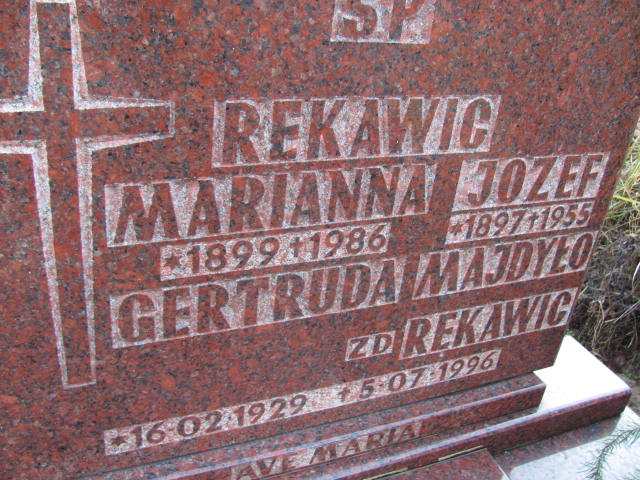 SP
REKAWIC
MARIANNA JOZEF
*1899 †1986 *1897 †1955
GERTRUDA MAJDYŁO
ZD. REKAWIC
*16.02.1929 †5.07.1996
AVE MARIA